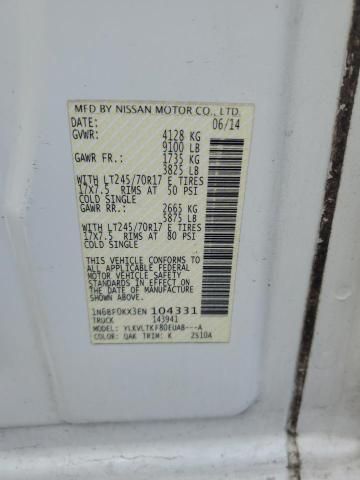 MFD BY NISSAN MOTOR CO., LTD.
DATE: 06/14
GVWR: 4128 KG
9100 LB
GAWR FR: 1735 KG
3825 LB
WITH LT245/70R17 E TIRES
17X7.5 RIMS AT 50 PSI
COLD SINGLE
GAWR RR: 2665 KG
5875 LB
WITH LT245/70R17 E TIRES
17X7.5 RIMS AT 80 PSI
COLD SINGLE
THIS VEHICLE CONFORMS TO
ALL APPLICABLE FEDERAL
MOTOR VEHICLE SAFETY
STANDARDS IN EFFECT ON
THE DATE OF MANUFACTURE
SHOWN ABOVE.
1N6BF0KX3EN104331
TRUCK 143941
MODEL: YLKVLTKF80EUAB---A
COLOR: QAK TRIM: K 2S10A